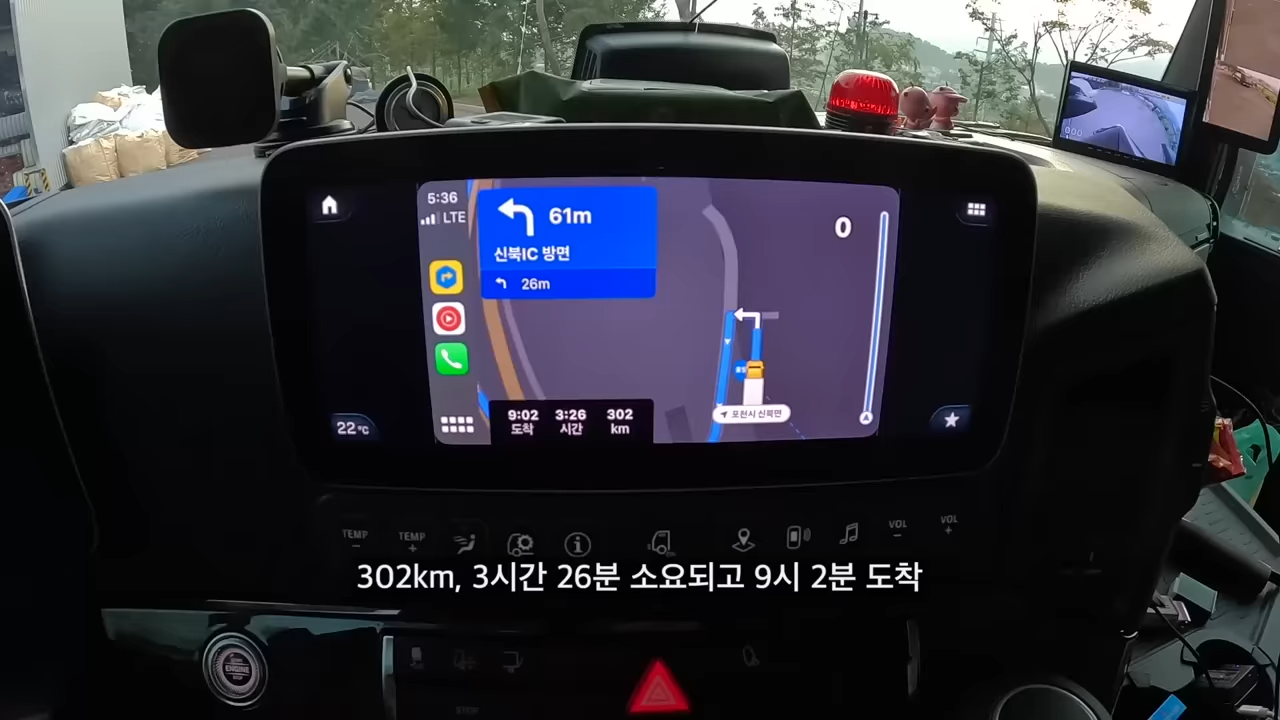 5:36
LTE
61m
신북IC 방면
26m
0
포천시 신북면
9:02 3:26 302
도착 시간 km
22°C
TEMP
−
TEMP
+
VOL
−
VOL
+
302km, 3시간 26분 소요되고 9시 2분 도착
ENGINE
STOP